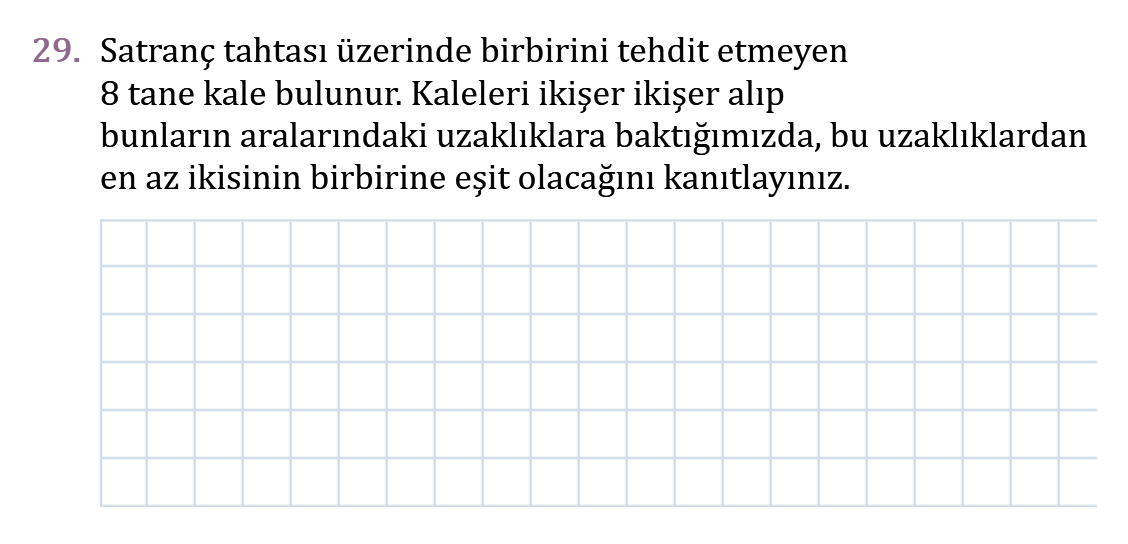 29. Satranç tahtası üzerinde birbirini tehdit etmeyen
8 tane kale bulunur. Kaleleri ikişer ikişer alıp
bunların aralarındaki uzaklıklara baktığımızda, bu uzaklıklardan
en az ikisinin birbirine eşit olacağını kanıtlayınız.